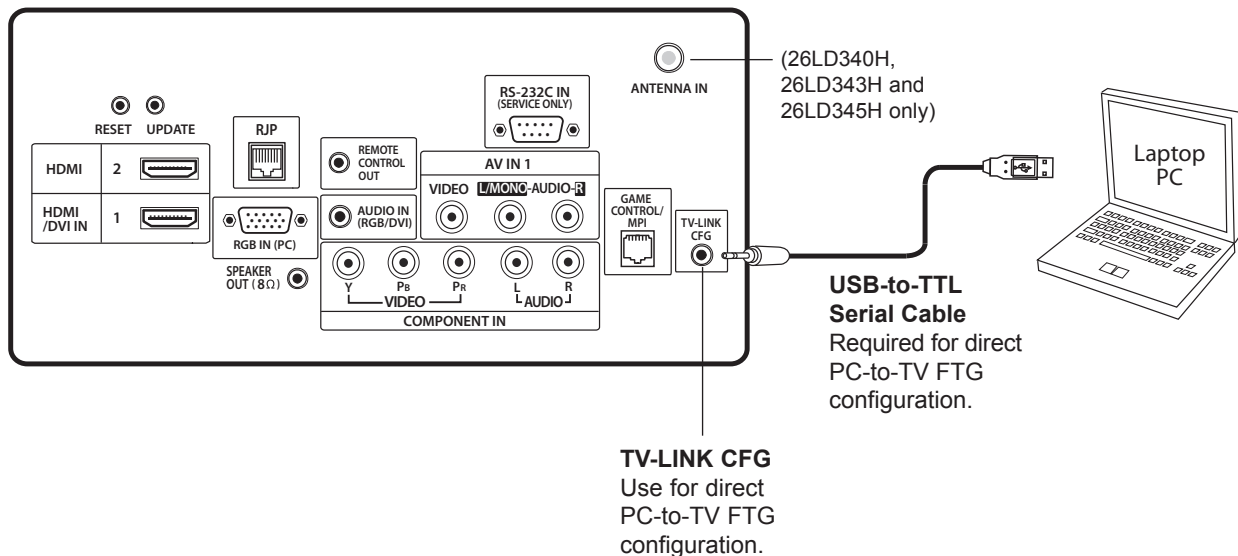 (26LD340H,
26LD343H and
26LD345H only)
ANTENNA IN
RS-232C IN
(SERVICE ONLY)
RESET UPDATE
RJP
HDMI 2
HDMI
/DVI IN 1
RGB IN (PC)
SPEAKER
OUT (8Ω)
REMOTE
CONTROL
OUT
AUDIO IN
(RGB/DVI)
AV IN 1
VIDEO L/MONO-AUDIO-R
Y PB PR L R
VIDEO AUDIO
COMPONENT IN
GAME
CONTROL/
MPI
TV-LINK
CFG
Laptop
PC
USB-to-TTL
Serial Cable
Required for direct
PC-to-TV FTG
configuration.
TV-LINK CFG
Use for direct
PC-to-TV FTG
configuration.